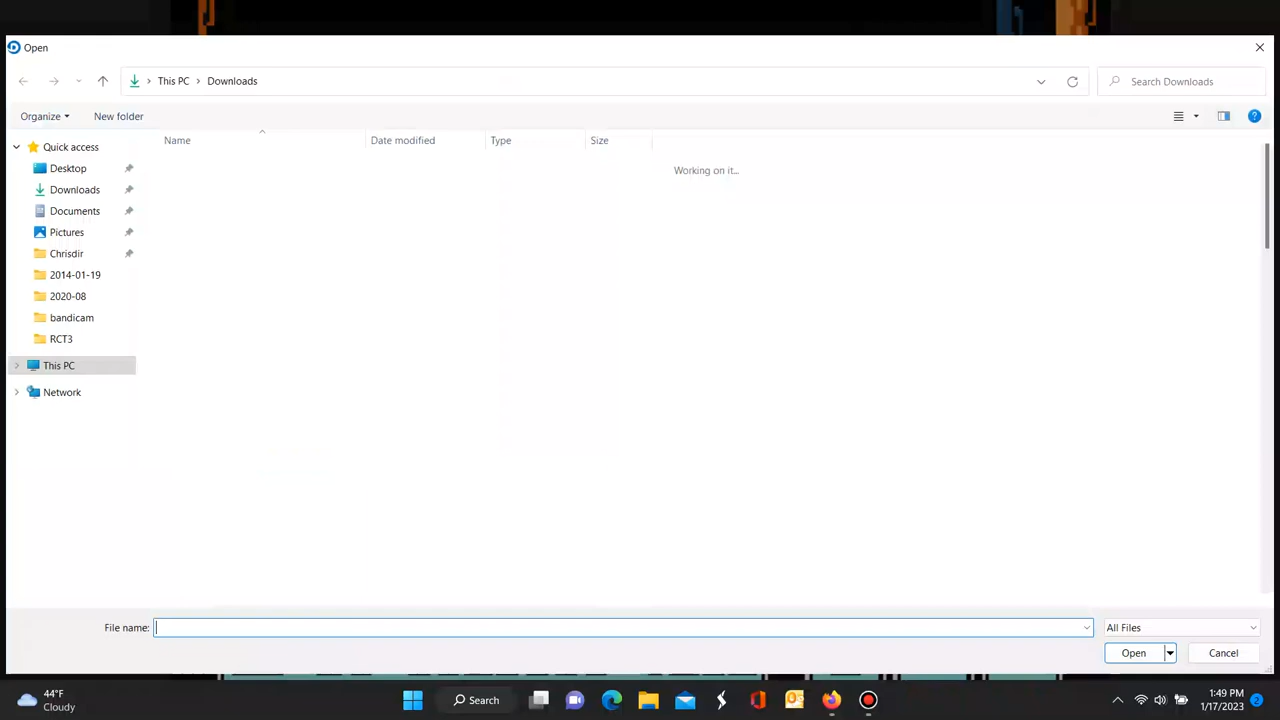 Open
This PC
Downloads
Search Downloads
Organize
New folder
Name
Date modified
Type
Size
Working on it...
Quick access
Desktop
Downloads
Documents
Pictures
Chrisdir
2014-01-19
2020-08
bandicam
RCT3
This PC
Network
File name:
All Files
Open
Cancel
44°F
Cloudy
Search
1:49 PM
1/17/2023
2